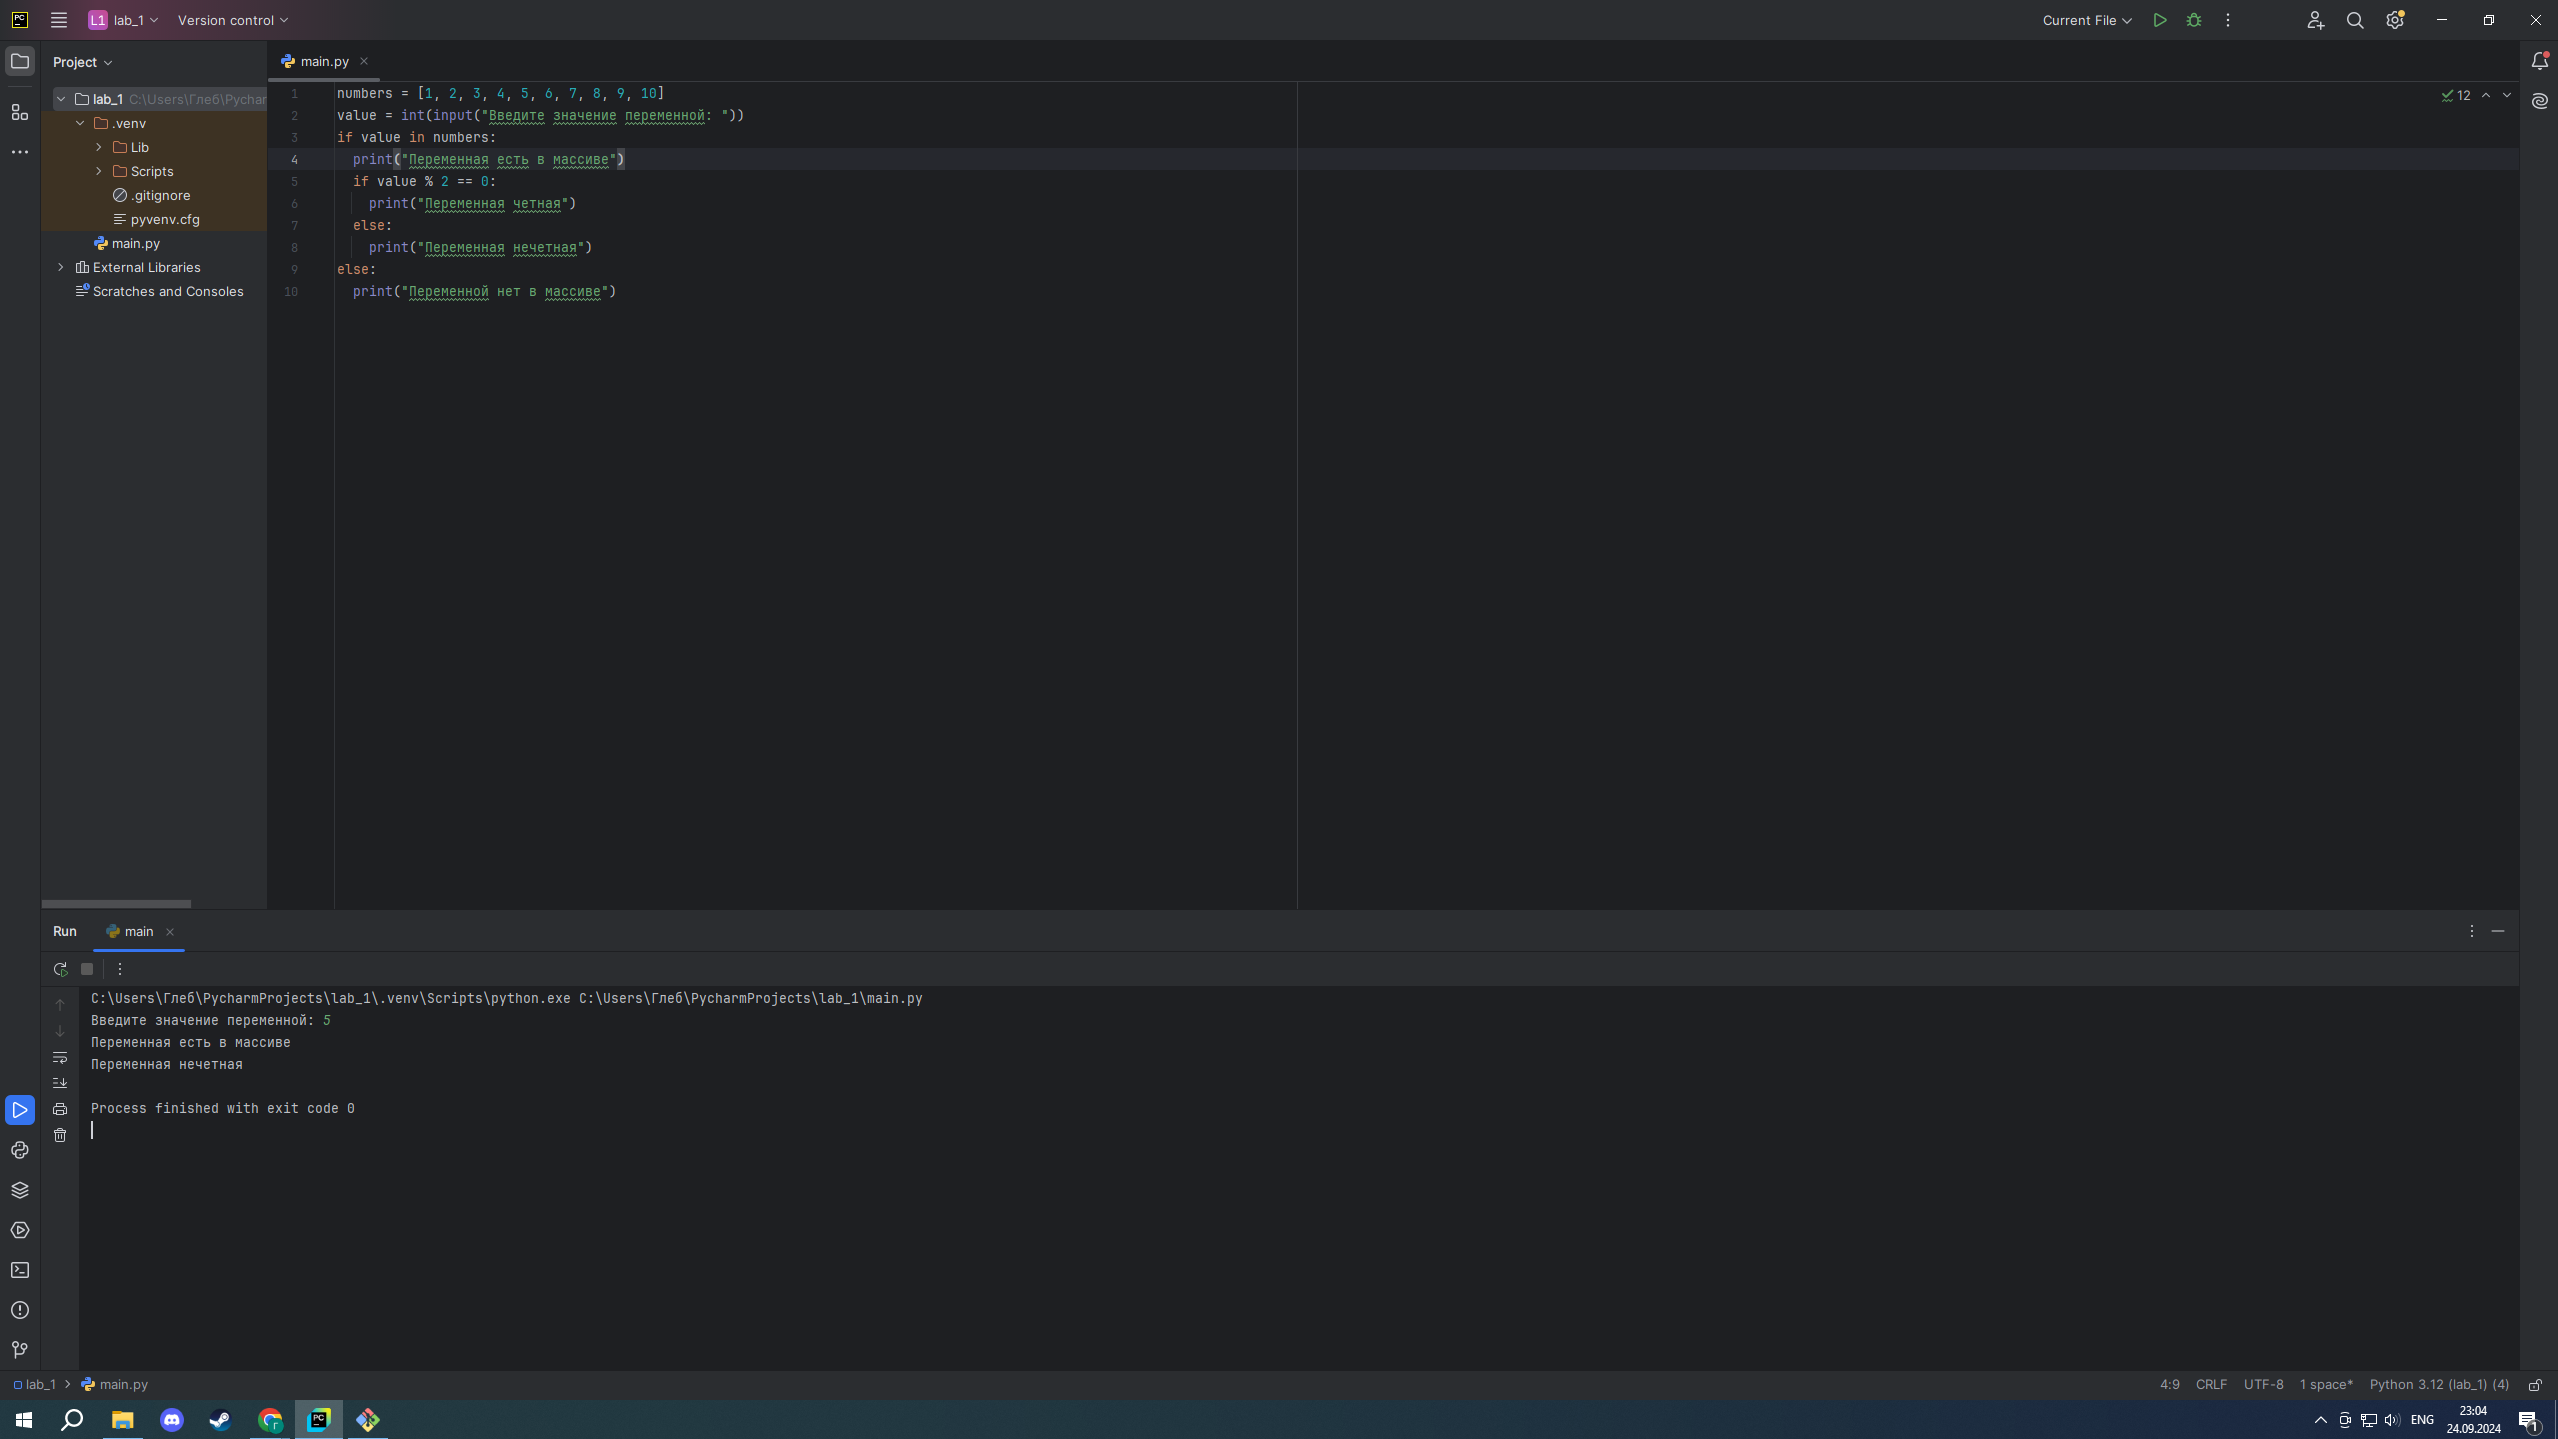 PC L1 lab_1 Version control Current File
Project main.py
lab_1 C:\Users\Глеб\Pychar
.venv
Lib
Scripts
.gitignore
pyvenv.cfg
main.py
External Libraries
Scratches and Consoles
1 numbers = [1, 2, 3, 4, 5, 6, 7, 8, 9, 10]
2 value = int(input("Введите значение переменной: "))
3 if value in numbers:
4   print("Переменная есть в массиве")
5   if value % 2 == 0:
6     print("Переменная четная")
7   else:
8     print("Переменная нечетная")
9 else:
10   print("Переменной нет в массиве")
12
Run main
C:\Users\Глеб\PycharmProjects\lab_1\.venv\Scripts\python.exe C:\Users\Глеб\PycharmProjects\lab_1\main.py
Введите значение переменной: 5
Переменная есть в массиве
Переменная нечетная
Process finished with exit code 0
lab_1 main.py 4:9 CRLF UTF-8 1 space* Python 3.12 (lab_1) (4)
PC ENG 23:04
24.09.2024 1